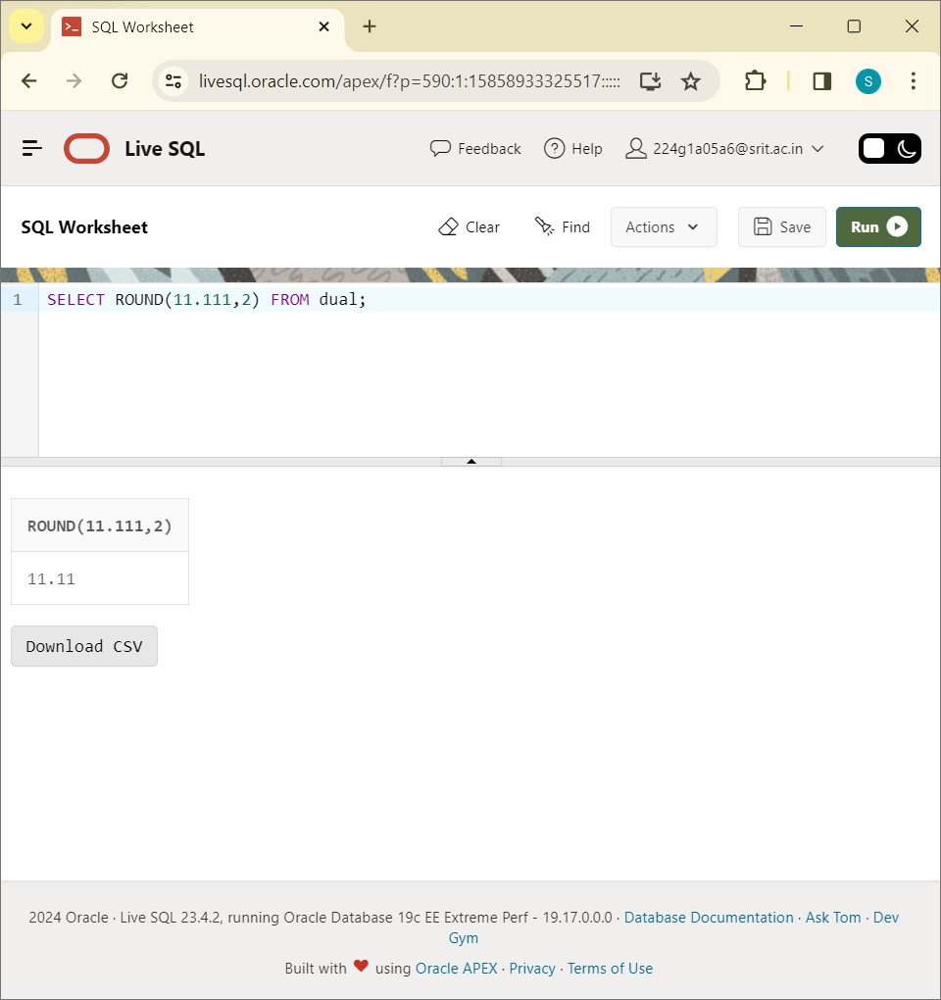 SQL Worksheet
livesql.oracle.com/apex/f?p=590:1:15858933325517:::::
S
Live SQL
Feedback
Help
224g1a05a6@srit.ac.in
SQL Worksheet
Clear
Find
Actions
Save
Run
1 SELECT ROUND(11.111,2) FROM dual;
ROUND(11.111,2)
11.11
Download CSV
2024 Oracle · Live SQL 23.4.2, running Oracle Database 19c EE Extreme Perf - 19.17.0.0.0 · Database Documentation · Ask Tom · Dev
Gym
Built with ❤ using Oracle APEX · Privacy · Terms of Use